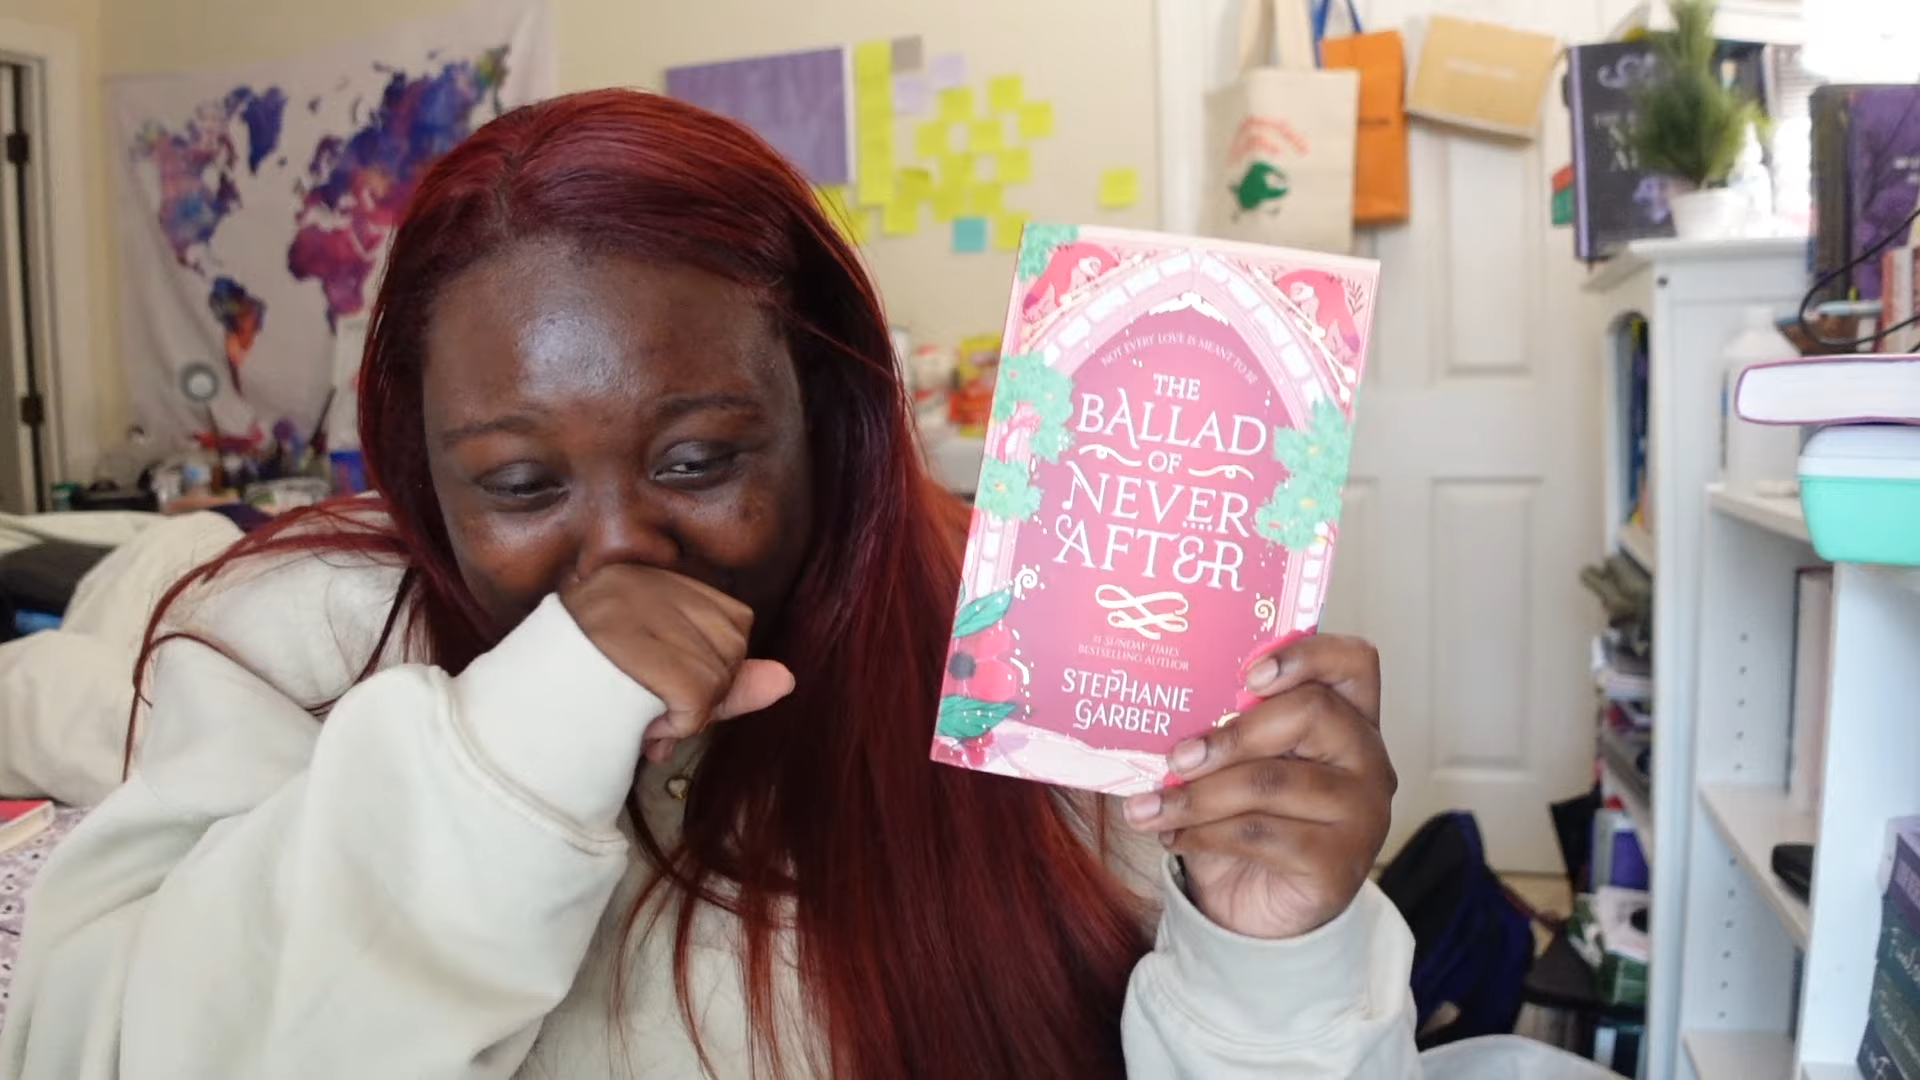 NOT EVERY LOVE IS MEANT TO BE
THE
BALLAD
OF
NEVER
AFTER
#1 SUNDAY TIMES
BESTSELLING AUTHOR
STEPHANIE
GARBER